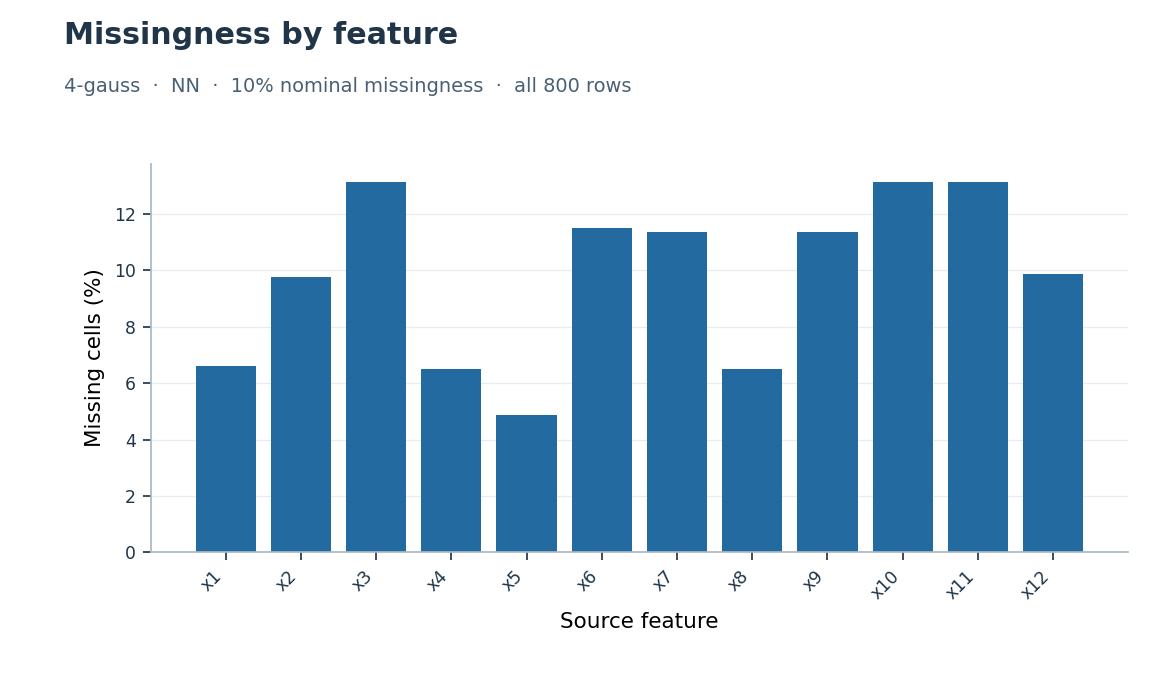 Missingness by feature
4-gauss · NN · 10% nominal missingness · all 800 rows
Missing cells (%)
12
10
8
6
4
2
0
x1 x2 x3 x4 x5 x6 x7 x8 x9 x10 x11 x12
Source feature